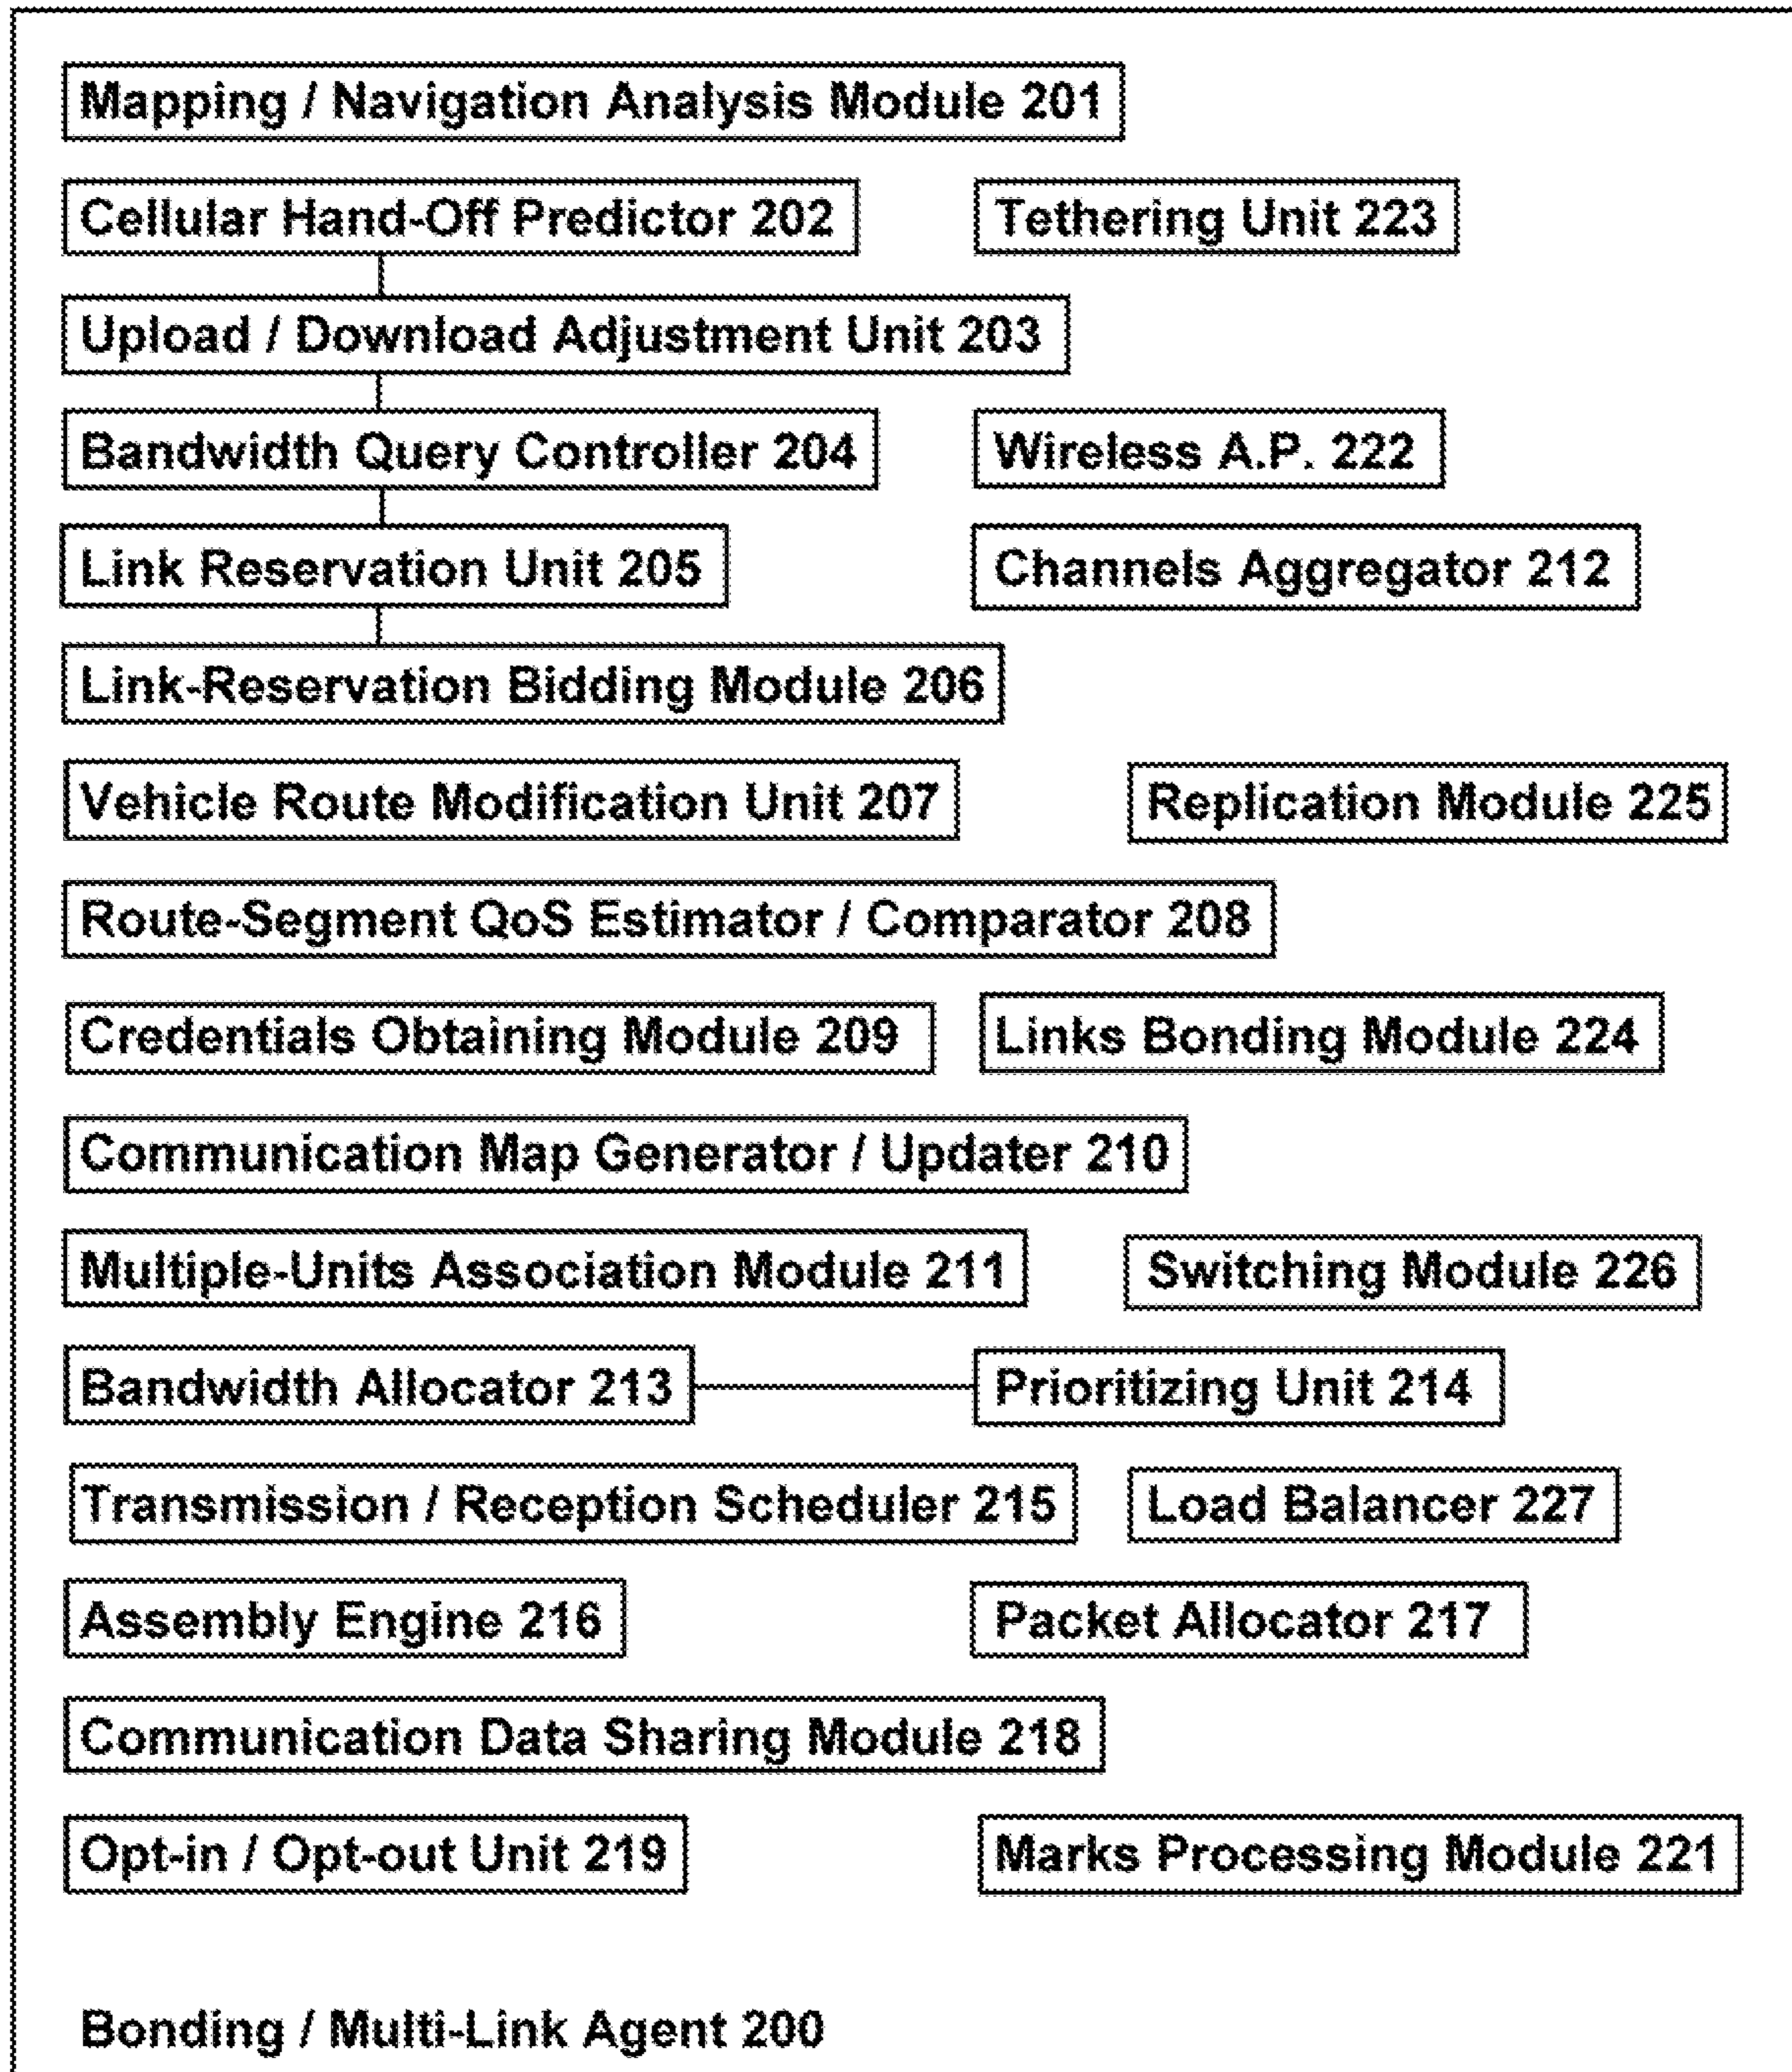 Mapping / Navigation Analysis Module 201
Cellular Hand-Off Predictor 202
Tethering Unit 223
Upload / Download Adjustment Unit 203
Bandwidth Query Controller 204
Wireless A.P. 222
Link Reservation Unit 205
Channels Aggregator 212
Link-Reservation Bidding Module 206
Vehicle Route Modification Unit 207
Replication Module 225
Route-Segment QoS Estimator / Comparator 208
Credentials Obtaining Module 209
Links Bonding Module 224
Communication Map Generator / Updater 210
Multiple-Units Association Module 211
Switching Module 226
Bandwidth Allocator 213
Prioritizing Unit 214
Transmission / Reception Scheduler 215
Load Balancer 227
Assembly Engine 216
Packet Allocator 217
Communication Data Sharing Module 218
Opt-in / Opt-out Unit 219
Marks Processing Module 221
Bonding / Multi-Link Agent 200